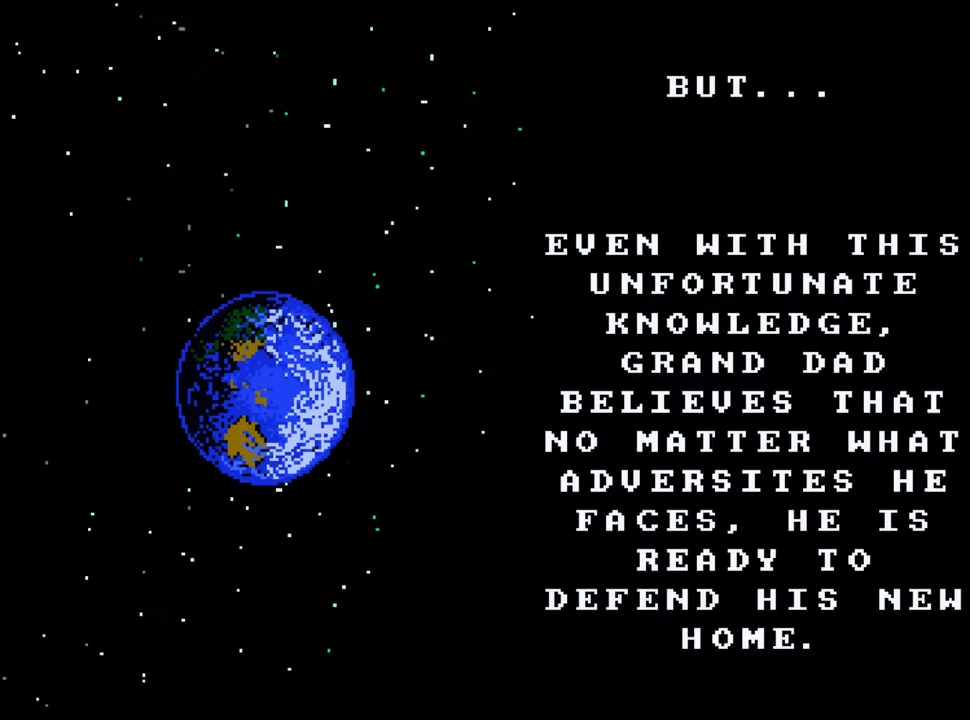 BUT...
EVEN WITH THIS
UNFORTUNATE
KNOWLEDGE,
GRAND DAD
BELIEVES THAT
NO MATTER WHAT
ADVERSITES HE
FACES, HE IS
READY TO
DEFEND HIS NEW
HOME.